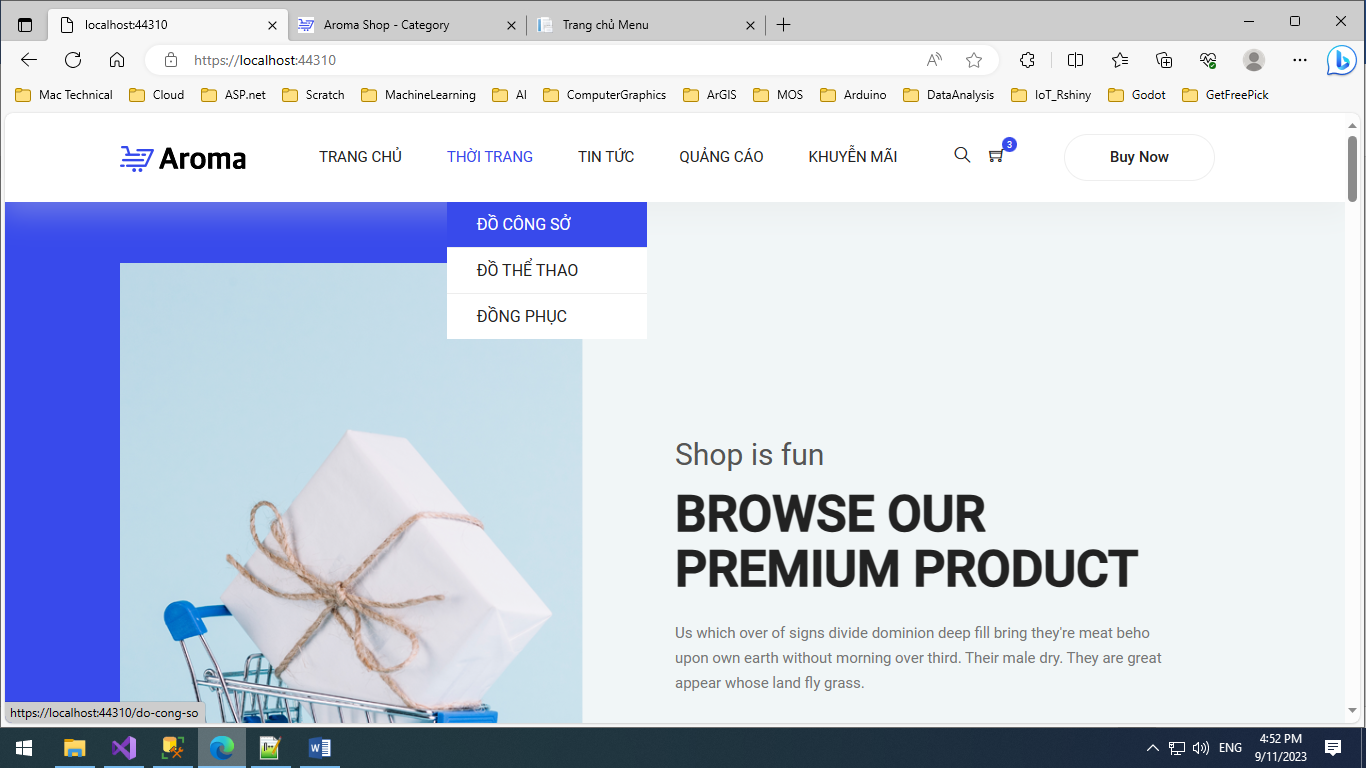 localhost:44310
Aroma Shop - Category
Trang chủ Menu
https://localhost:44310
Mac Technical
Cloud
ASP.net
Scratch
MachineLearning
AI
ComputerGraphics
ArGIS
MOS
Arduino
DataAnalysis
IoT_Rshiny
Godot
GetFreePick
Aroma
TRANG CHỦ
THỜI TRANG
TIN TỨC
QUẢNG CÁO
KHUYỄN MÃI
3
Buy Now
ĐỒ CÔNG SỞ
ĐỒ THỂ THAO
ĐỒNG PHỤC
Shop is fun
BROWSE OUR
PREMIUM PRODUCT
Us which over of signs divide dominion deep fill bring they're meat beho
upon own earth without morning over third. Their male dry. They are great
appear whose land fly grass.
https://localhost:44310/do-cong-so
ENG
4:52 PM
9/11/2023